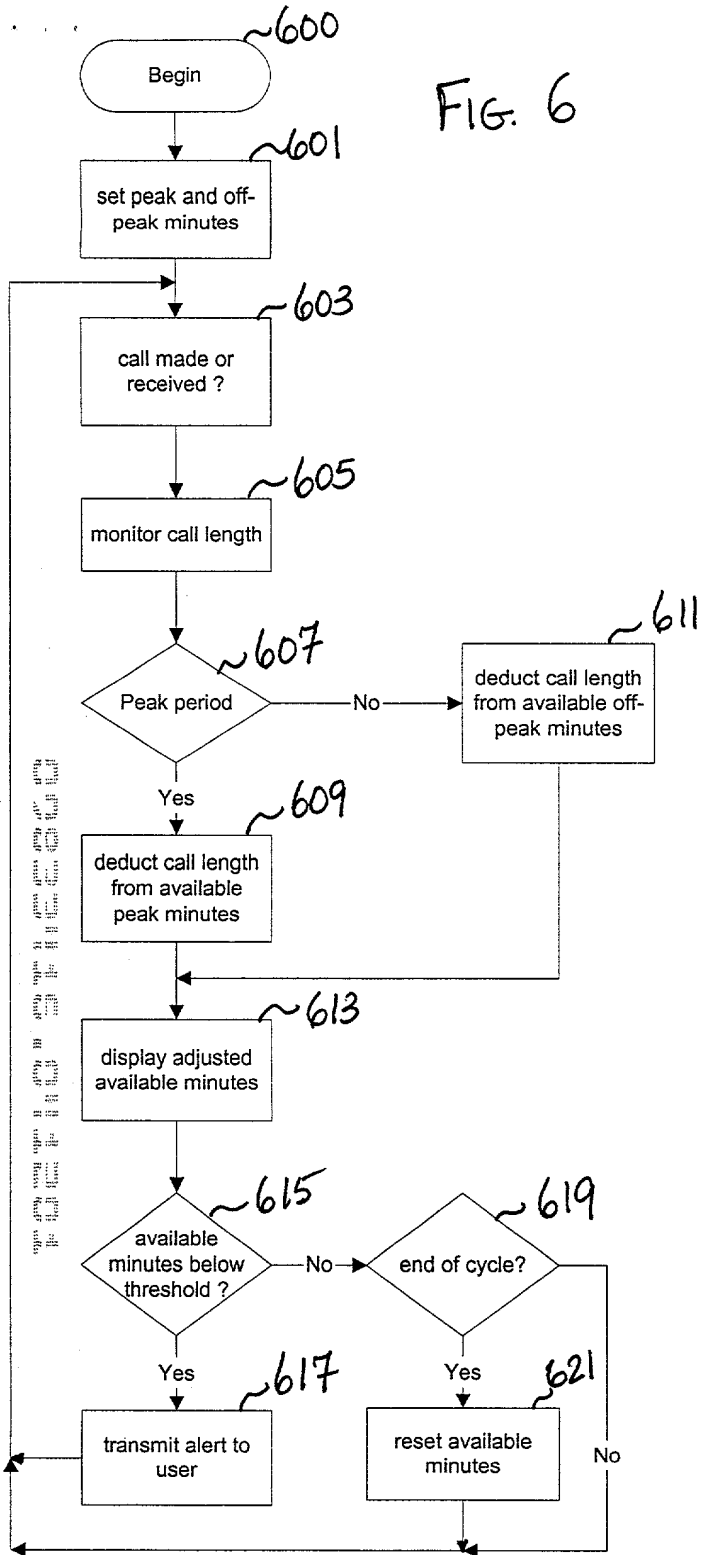 600
Begin
FIG. 6
601
set peak and off-
peak minutes
603
call made or
received ?
605
monitor call length
607
Peak period
No
611
deduct call length
from available off-
peak minutes
Yes
609
deduct call length
from available
peak minutes
613
display adjusted
available minutes
615
available
minutes below
threshold ?
No
619
end of cycle?
Yes
617
transmit alert to
user
Yes
621
reset available
minutes
No